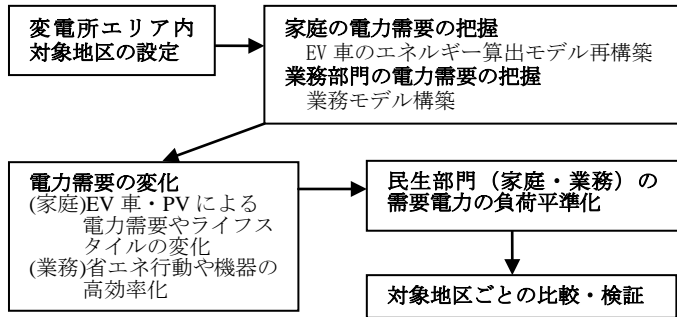 変電所エリア内
対象地区の設定
家庭の電力需要の把握
EV 車のエネルギー算出モデル再構築
業務部門の電力需要の把握
業務モデル構築
電力需要の変化
(家庭)EV 車・PV による
電力需要やライフス
タイルの変化
(業務)省エネ行動や機器の
高効率化
民生部門（家庭・業務）の
需要電力の負荷平準化
対象地区ごとの比較・検証